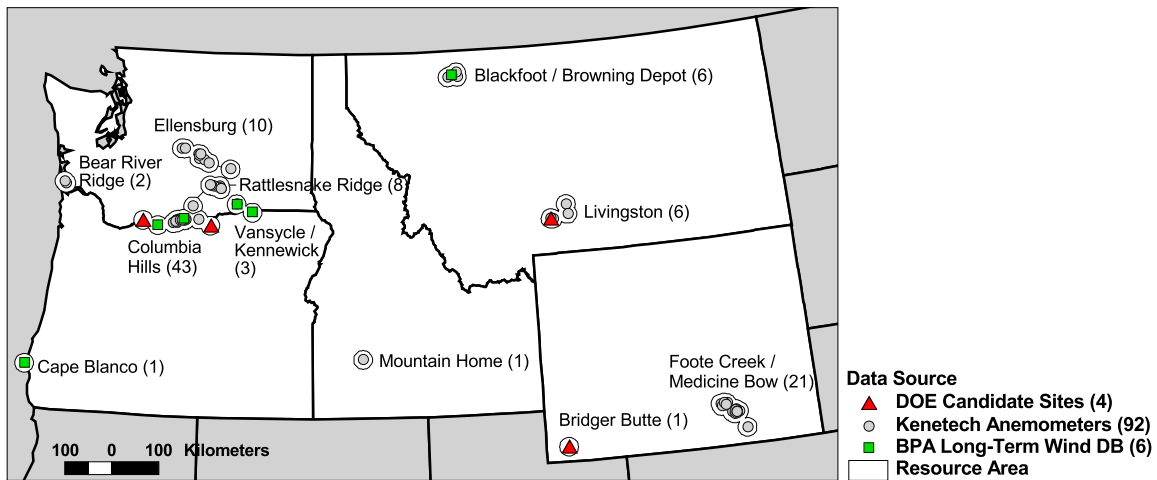 Blackfoot / Browning Depot (6)
Ellensburg (10)
Bear River
Ridge (2)
Rattlesnake Ridge (8)
Livingston (6)
Columbia
Hills (43)
Vansycle /
Kennewick
(3)
Cape Blanco (1)
Mountain Home (1)
Foote Creek /
Medicine Bow (21)
Bridger Butte (1)
100 0 100 Kilometers
Data Source
DOE Candidate Sites (4)
Kenetech Anemometers (92)
BPA Long-Term Wind DB (6)
Resource Area